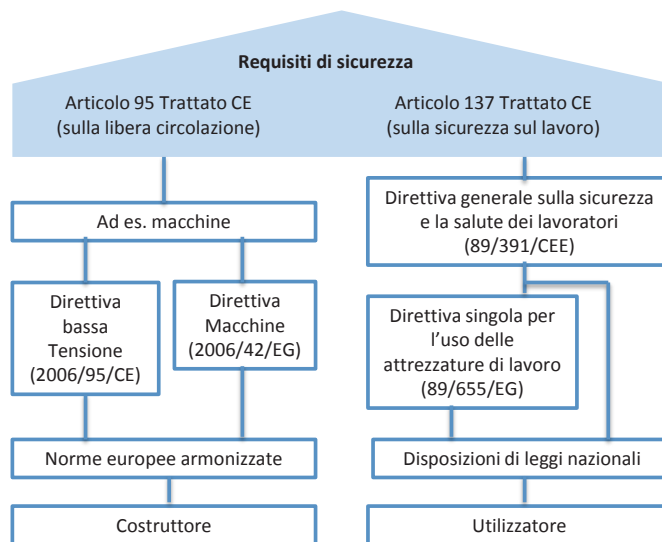 Requisiti di sicurezza
Articolo 95 Trattato CE
(sulla libera circolazione)
Articolo 137 Trattato CE
(sulla sicurezza sul lavoro)
Ad es. macchine
Direttiva generale sulla sicurezza
e la salute dei lavoratori
(89/391/CEE)
Direttiva
bassa
Tensione
(2006/95/CE)
Direttiva
Macchine
(2006/42/EG)
Direttiva singola per
l’uso delle
attrezzature di lavoro
(89/655/EG)
Norme europee armonizzate
Disposizioni di leggi nazionali
Costruttore
Utilizzatore